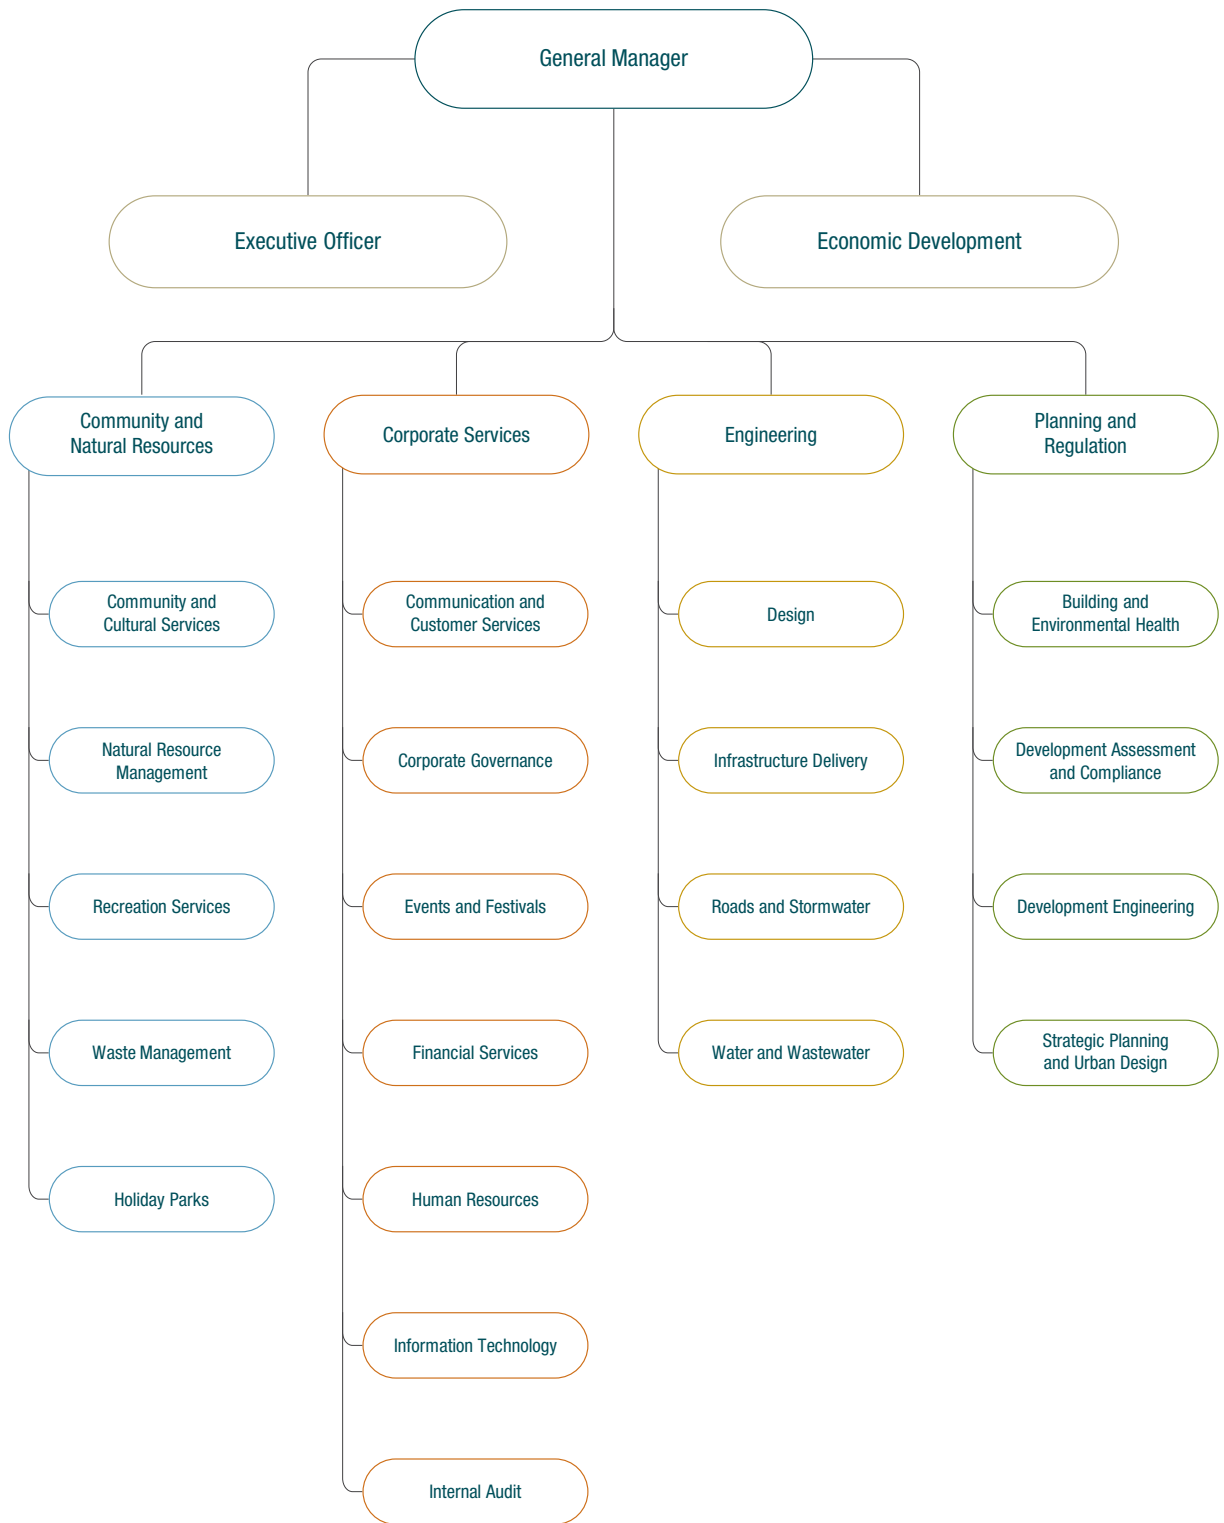 General Manager
Executive Officer
Economic Development
Community and
Natural Resources
Corporate Services
Engineering
Planning and
Regulation
Community and
Cultural Services
Communication and
Customer Services
Design
Building and
Environmental Health
Natural Resource
Management
Corporate Governance
Infrastructure Delivery
Development Assessment
and Compliance
Recreation Services
Events and Festivals
Roads and Stormwater
Development Engineering
Waste Management
Financial Services
Water and Wastewater
Strategic Planning
and Urban Design
Holiday Parks
Human Resources
Information Technology
Internal Audit